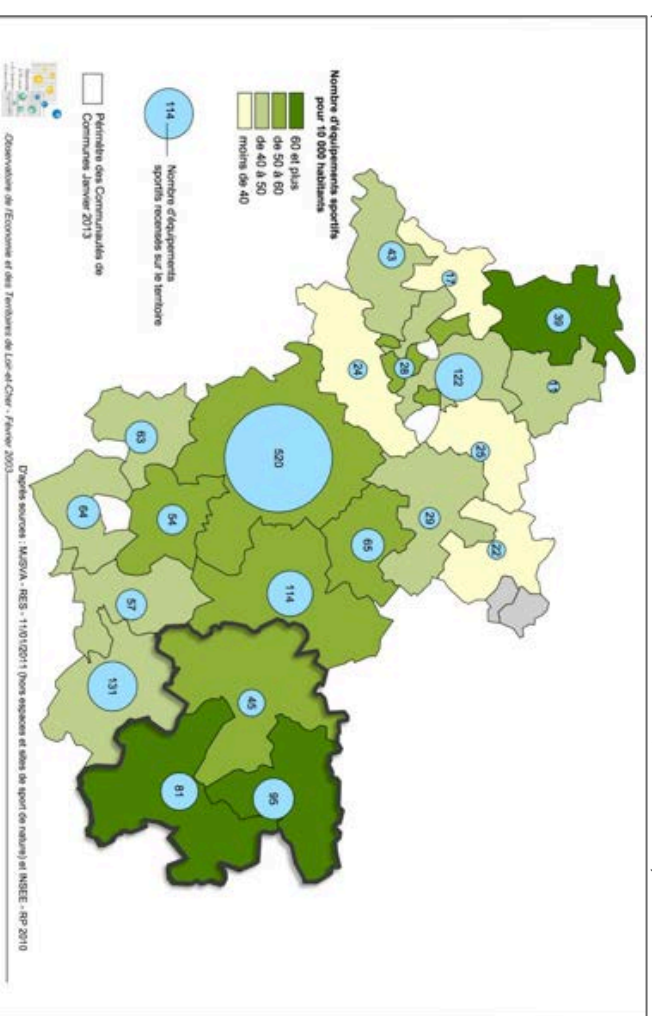 Nombre d'équipements sportifs
pour 10 000 habitants
60 et plus
de 50 à 60
de 40 à 50
moins de 40
114
Nombre d'équipements
sportifs recensés sur le territoire
Périmètre des Communautés de
Communes Janvier 2013
39
11
17
43
122
28
24
25
22
29
520
65
63
54
114
64
57
131
45
95
81
D'après sources : MJSVA - RES - 11/01/2011 (hors espaces et sites de sport de nature) et INSEE - RP 2010
Observatoire de l'Economie et des Territoires de Loir-et-Cher - Février 2003